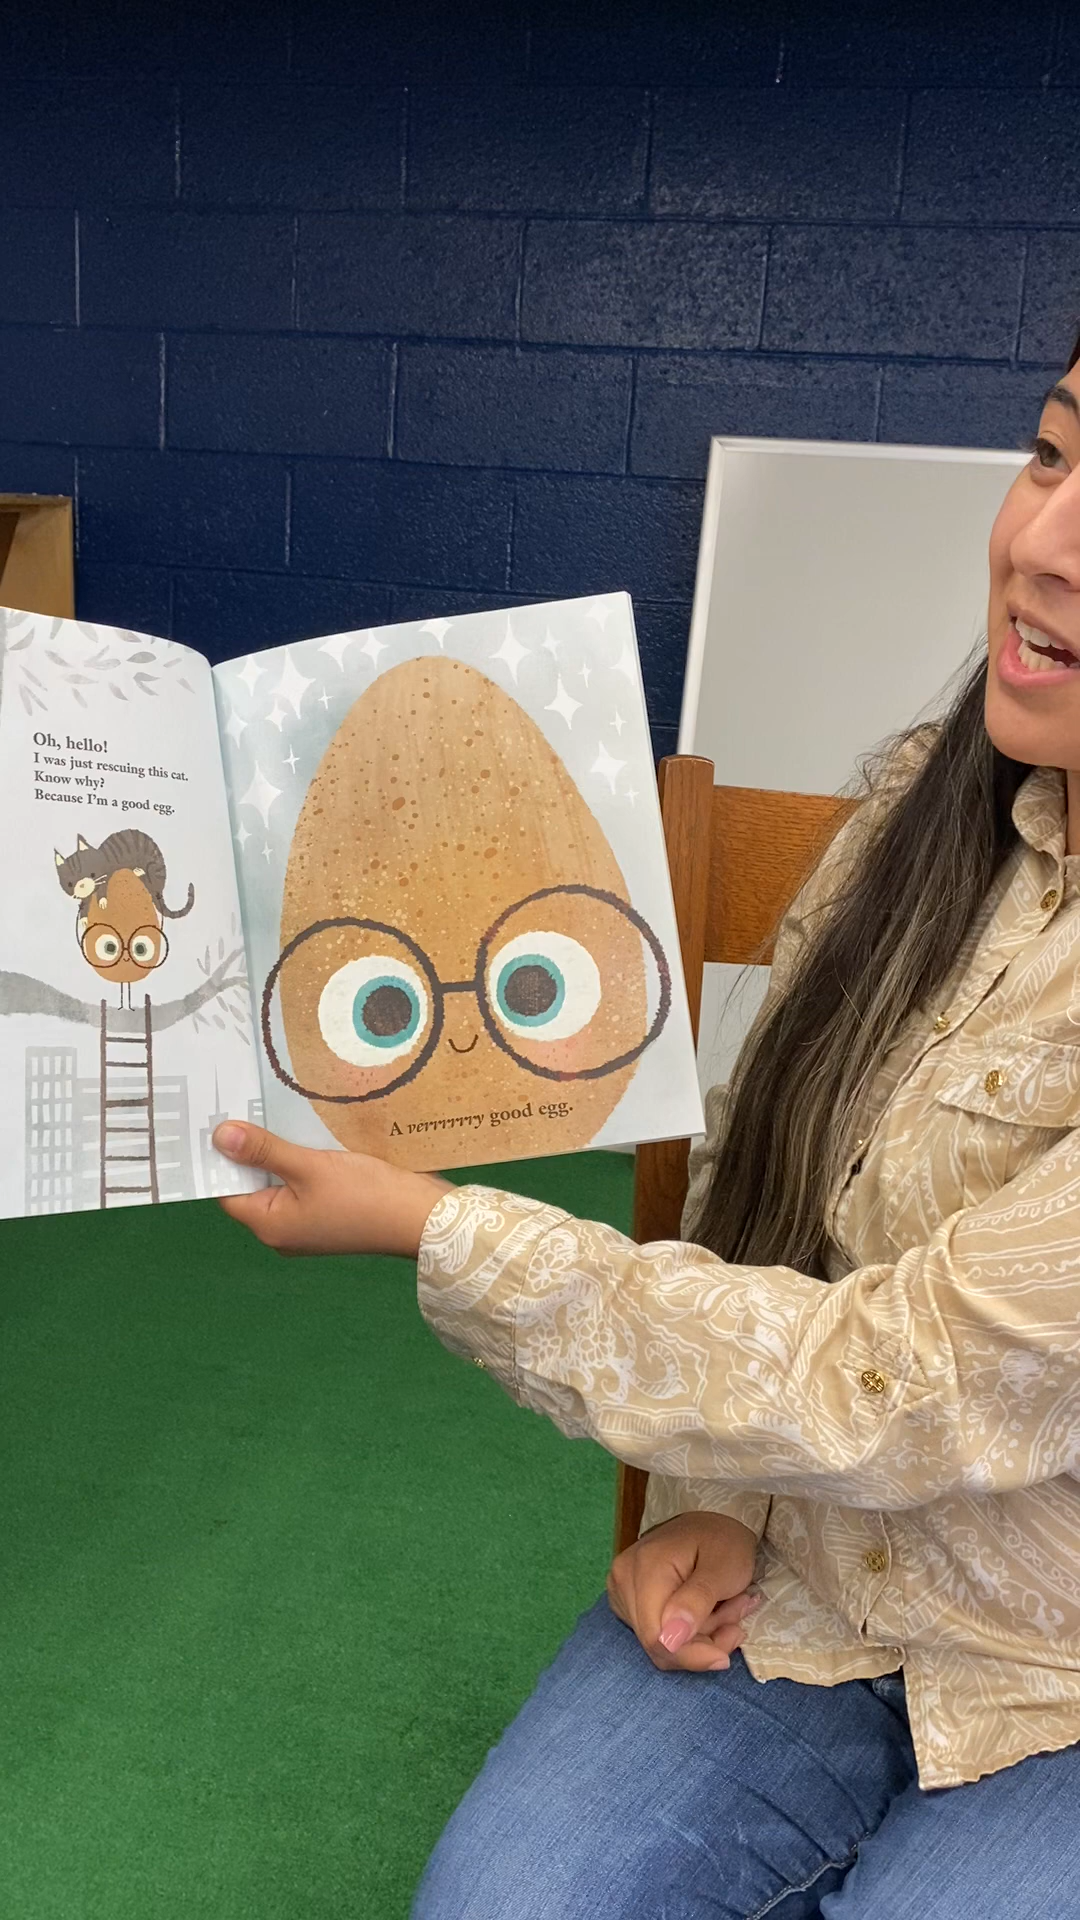 Oh, hello!
I was just rescuing this cat.
Know why?
Because I'm a good egg.
A verrrrrry good egg.